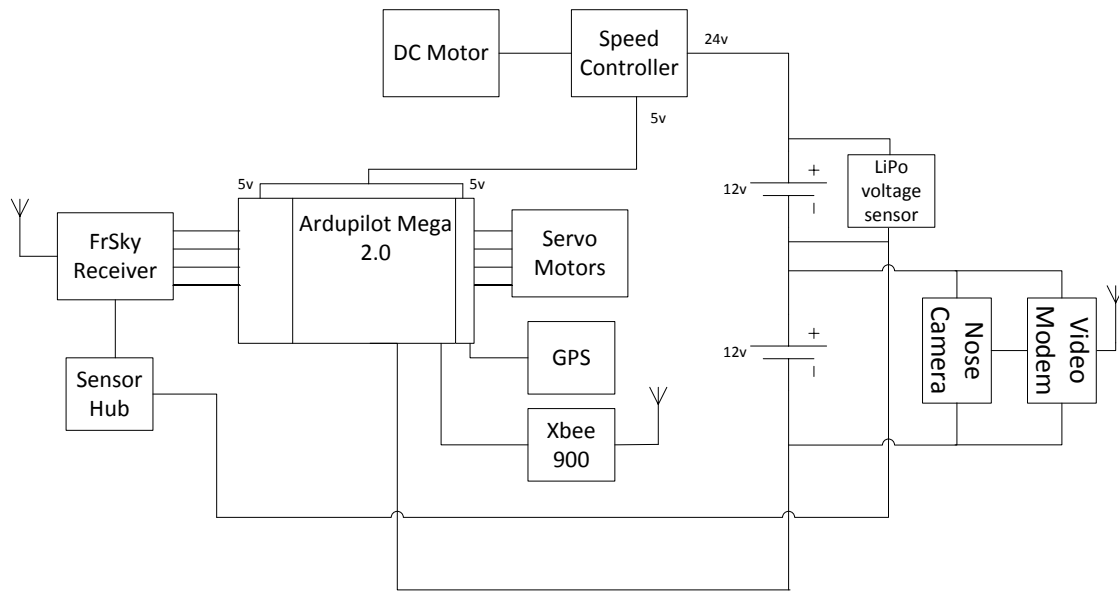 DC Motor
Speed
Controller
24v
5v
5v
5v
Ardupilot Mega
2.0
FrSky
Receiver
Servo
Motors
12v
+
–
LiPo
voltage
sensor
12v
+
–
Nose
Camera
Video
Modem
GPS
Sensor
Hub
Xbee
900